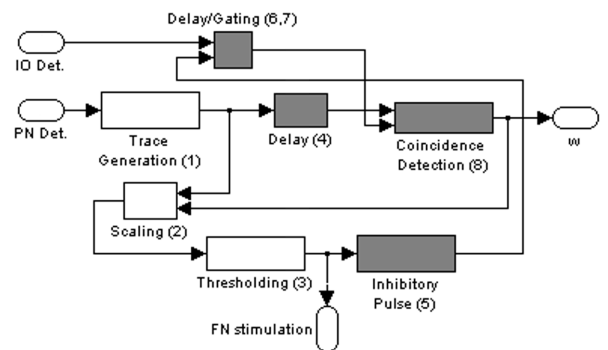 Delay/Gating (6,7)
IO Det.
PN Det.
Trace
Generation (1)
Delay (4)
Coincidence
Detection (8)
w
Scaling (2)
Thresholding (3)
Inhibitory
Pulse (5)
FN stimulation